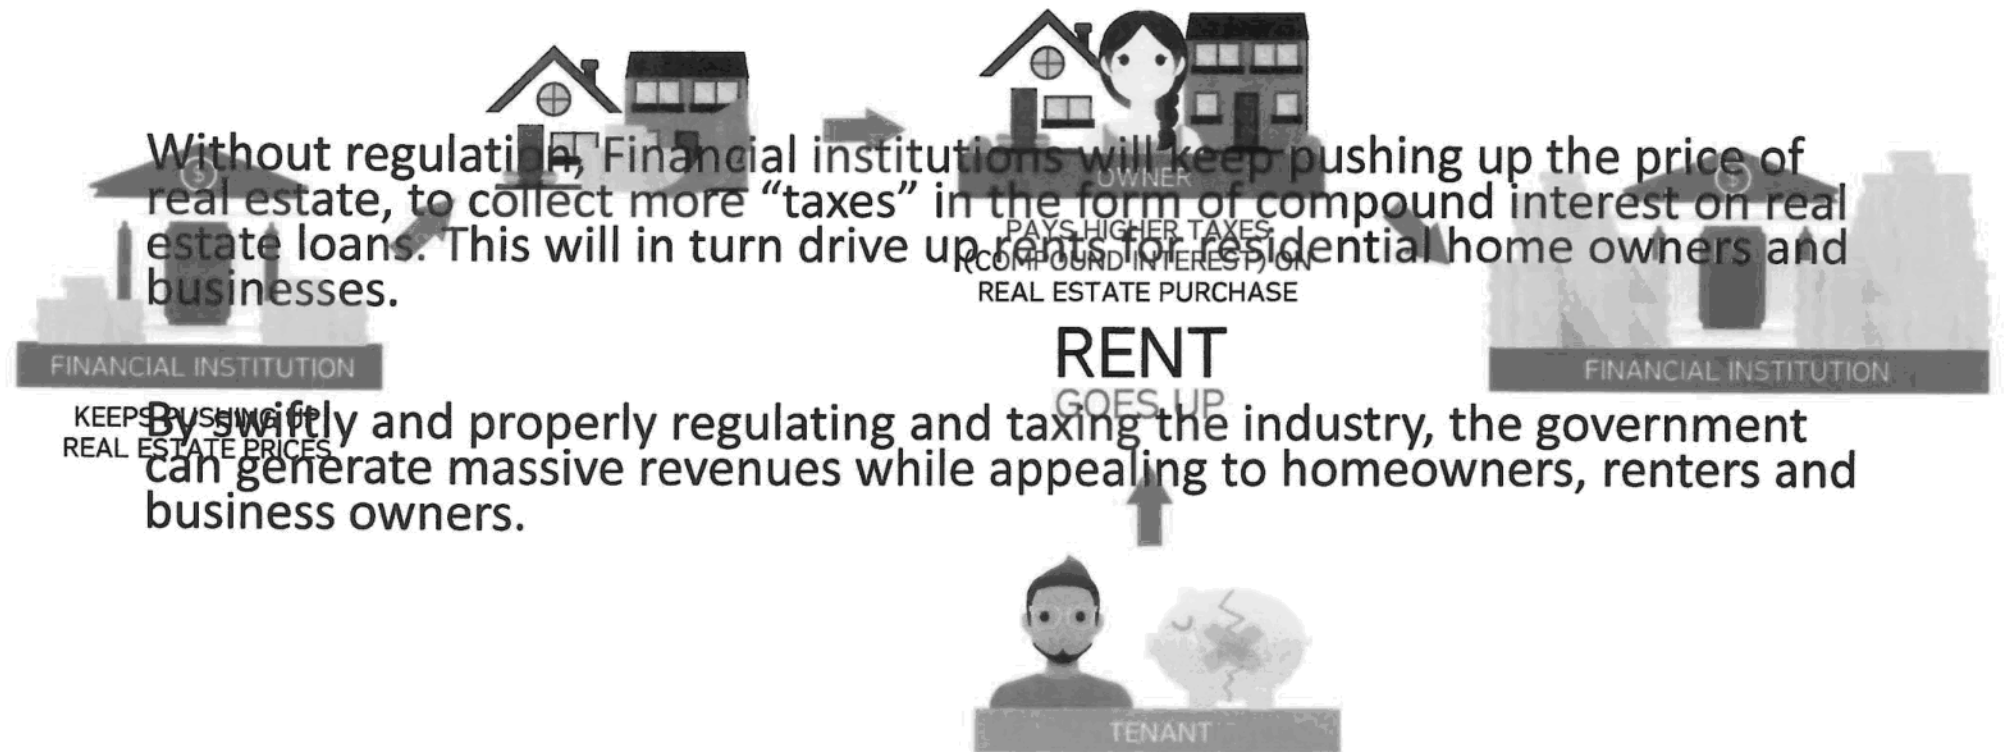 Without regulation, Financial institutions will keep pushing up the price of
real estate, to collect more “taxes” in the form of compound interest on real
estate loans. This will in turn drive up rents for residential home owners and
businesses.
OWNER
PAYS HIGHER TAXES
(COMPOUND INTEREST) ON
REAL ESTATE PURCHASE
RENT
GOES UP
FINANCIAL INSTITUTION
FINANCIAL INSTITUTION
KEEPS PUSHING UP
REAL ESTATE PRICES
By swiftly and properly regulating and taxing the industry, the government
can generate massive revenues while appealing to homeowners, renters and
business owners.
TENANT